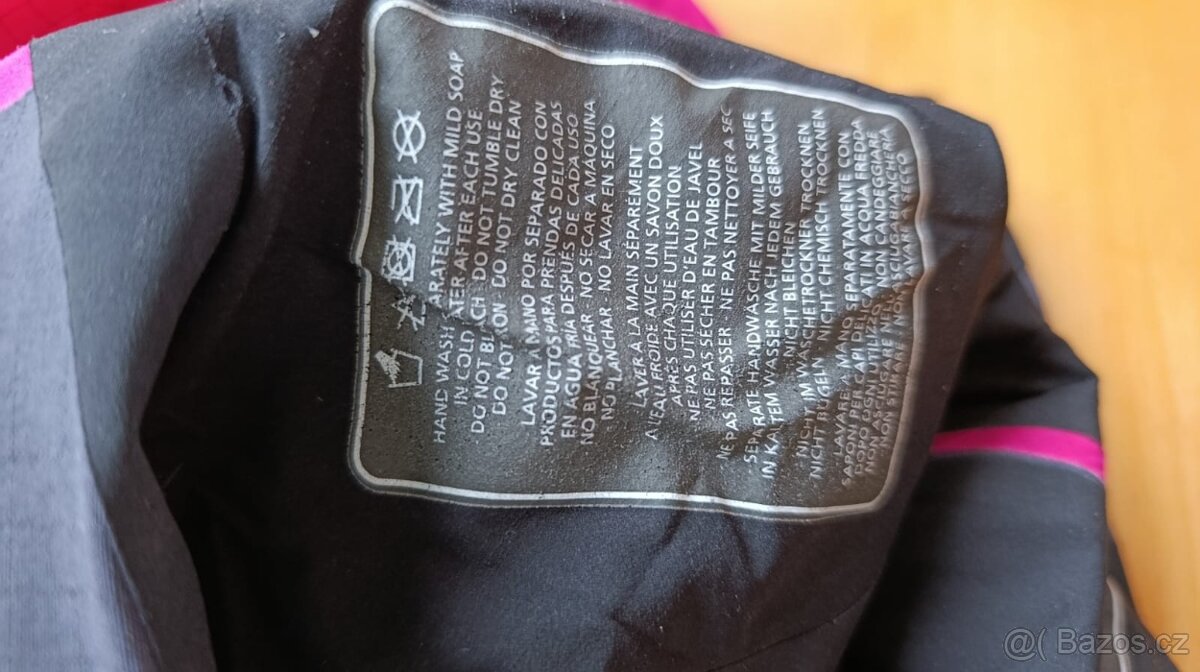 HAND WASH SEPARATELY WITH MILD SOAP
IN COLD WATER AFTER EACH USE
DO NOT BLEACH DO NOT TUMBLE DRY
DO NOT IRON DO NOT DRY CLEAN
LAVAR A MANO POR SEPARADO CON
PRODUCTOS PARA PRENDAS DELICADAS
EN AGUA FRIA DESPUÉS DE CADA USO
NO BLANQUEAR NO SECAR A MÁQUINA
NO PLANCHAR NO LAVAR EN SECO
LAVER À LA MAIN SÉPAREMENT
A L'EAU FROIDE AVEC UN SAVON DOUX
APRÈS CHAQUE UTILISATION
NE PAS UTILISER D'EAU DE JAVEL
NE PAS SÉCHER EN TAMBOUR
NE PAS REPASSER - NE PAS NETTOYER A SEC
SEPARATE HANDWÄSCHE MIT MILDER SEIFE
IN KALTEM WASSER NACH JEDEM GEBRAUCH
NICHT BLEICHEN
NICHT IM WÄSCHETROCKNER TROCKNEN
NICHT BÜGELN - NICHT CHEMISCH TROCKNEN
LAVARE A MANO SEPARATAMENTE CON
SAPONI PER CAPI DELICATI IN ACQUA FREDDA
DOPO OGNI UTILIZZO NON CANDEGGIARE
NON ASCIUGARE NELL' ASCIUGABIANCHERIA
NON STIRARE NON LAVARE A SECCO
@( Bazos.cz